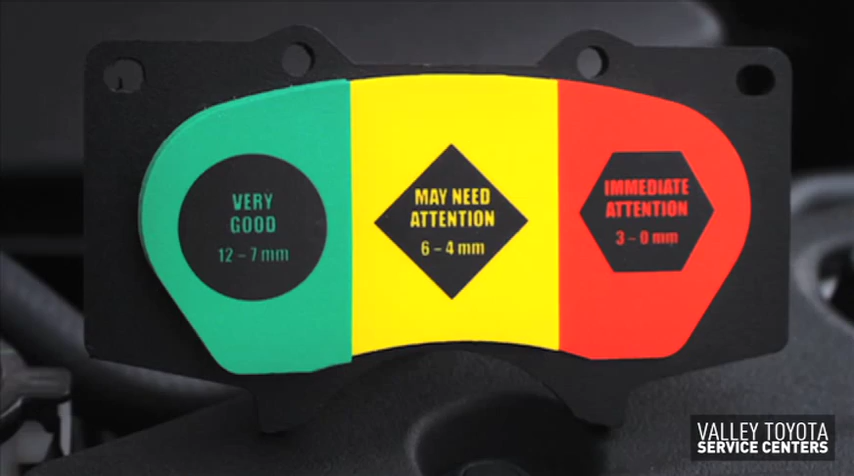 VERY
GOOD
12 – 7 mm
MAY NEED
ATTENTION
6 – 4 mm
IMMEDIATE
ATTENTION
3 – 0 mm
VALLEY TOYOTA
SERVICE CENTERS